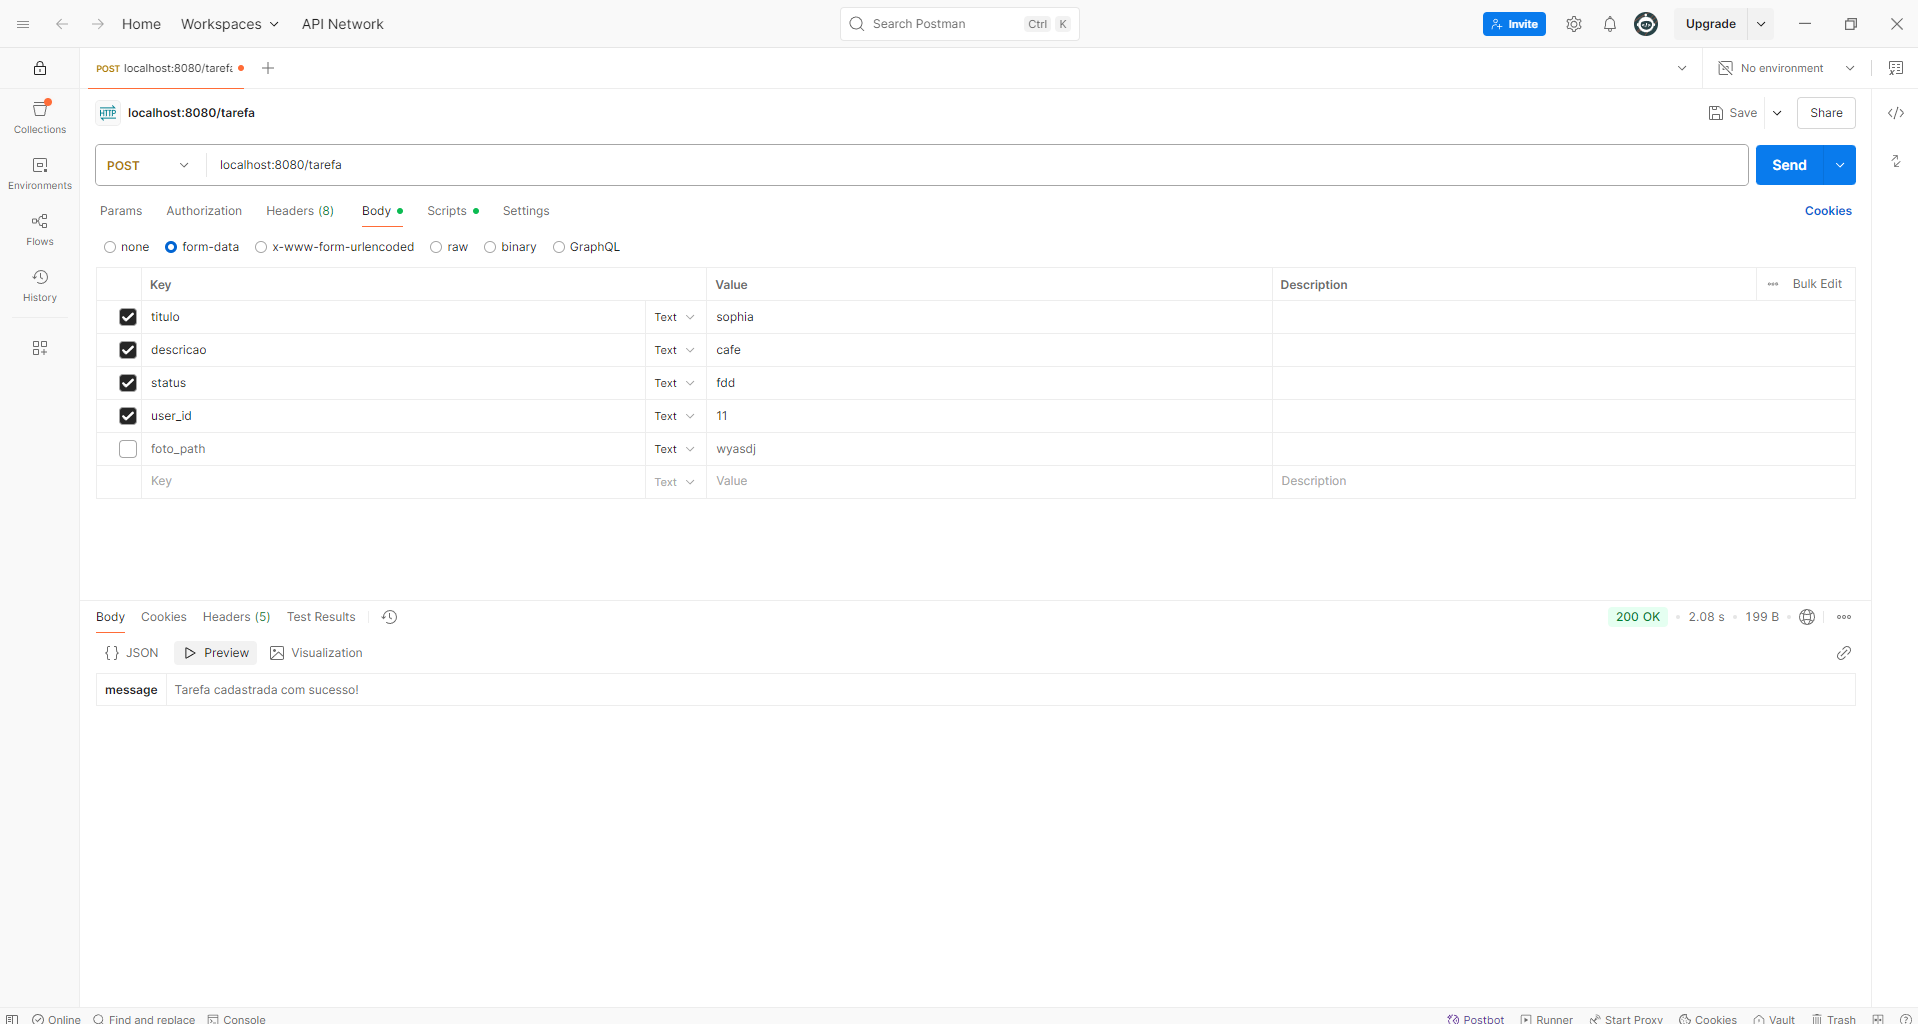 Home Workspaces API Network Search Postman Ctrl K Invite Upgrade
POST localhost:8080/tarefa No environment
Collections
Environments
Flows
History
HTTP localhost:8080/tarefa Save Share
POST localhost:8080/tarefa Send
Params Authorization Headers (8) Body Scripts Settings Cookies
none form-data x-www-form-urlencoded raw binary GraphQL
Key Value Description Bulk Edit
titulo Text sophia
descricao Text cafe
status Text fdd
user_id Text 11
foto_path Text wyasdj
Key Text Value Description
Body Cookies Headers (5) Test Results 200 OK 2.08 s 199 B
{} JSON Preview Visualization
message Tarefa cadastrada com sucesso!
Online Find and replace Console Postbot Runner Start Proxy Cookies Vault Trash